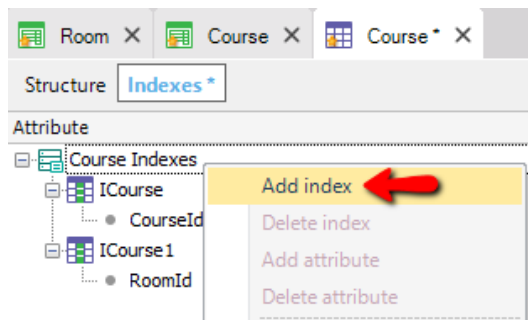 Room Course Course *
Structure Indexes *
Attribute
Course Indexes
ICourse
CourseId
ICourse1
RoomId
Add index
Delete index
Add attribute
Delete attribute